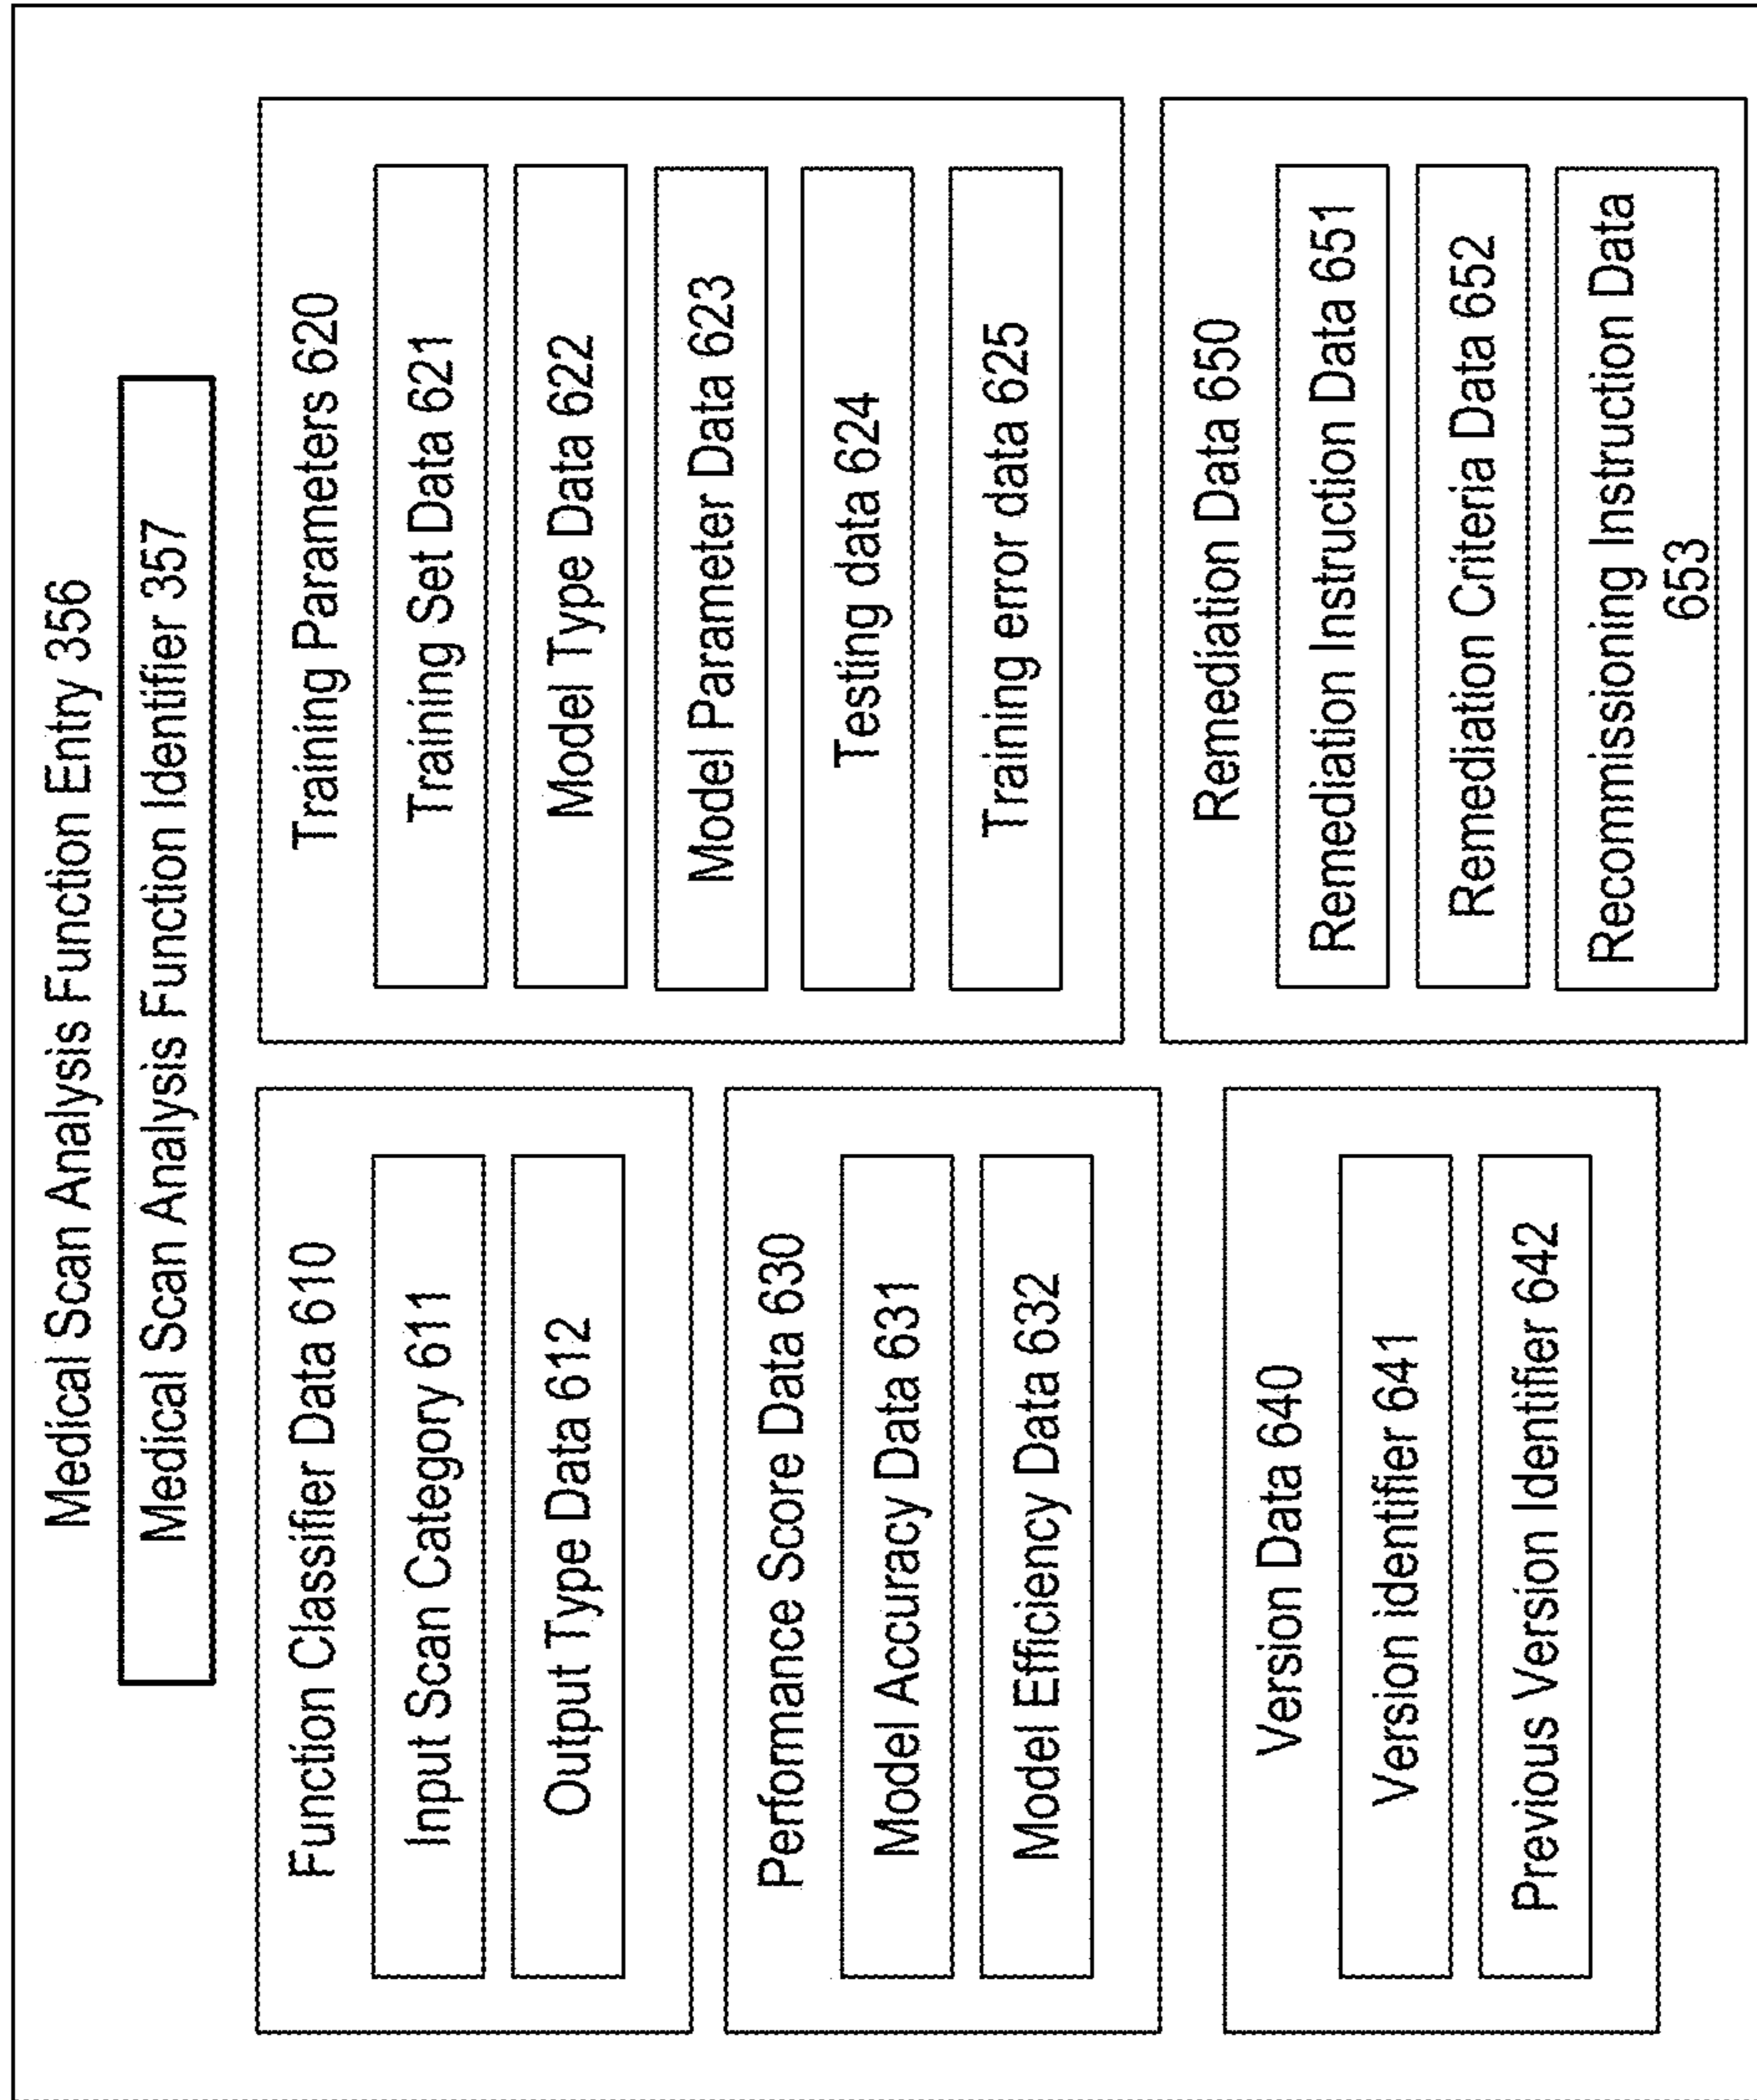 Medical Scan Analysis Function Entry 356
Medical Scan Analysis Function Identifier 357
Function Classifier Data 610
Input Scan Category 611
Output Type Data 612
Performance Score Data 630
Model Accuracy Data 631
Model Efficiency Data 632
Version Data 640
Version identifier 641
Previous Version Identifier 642
Training Parameters 620
Training Set Data 621
Model Type Data 622
Model Parameter Data 623
Testing data 624
Training error data 625
Remediation Data 650
Remediation Instruction Data 651
Remediation Criteria Data 652
Recommissioning Instruction Data
653